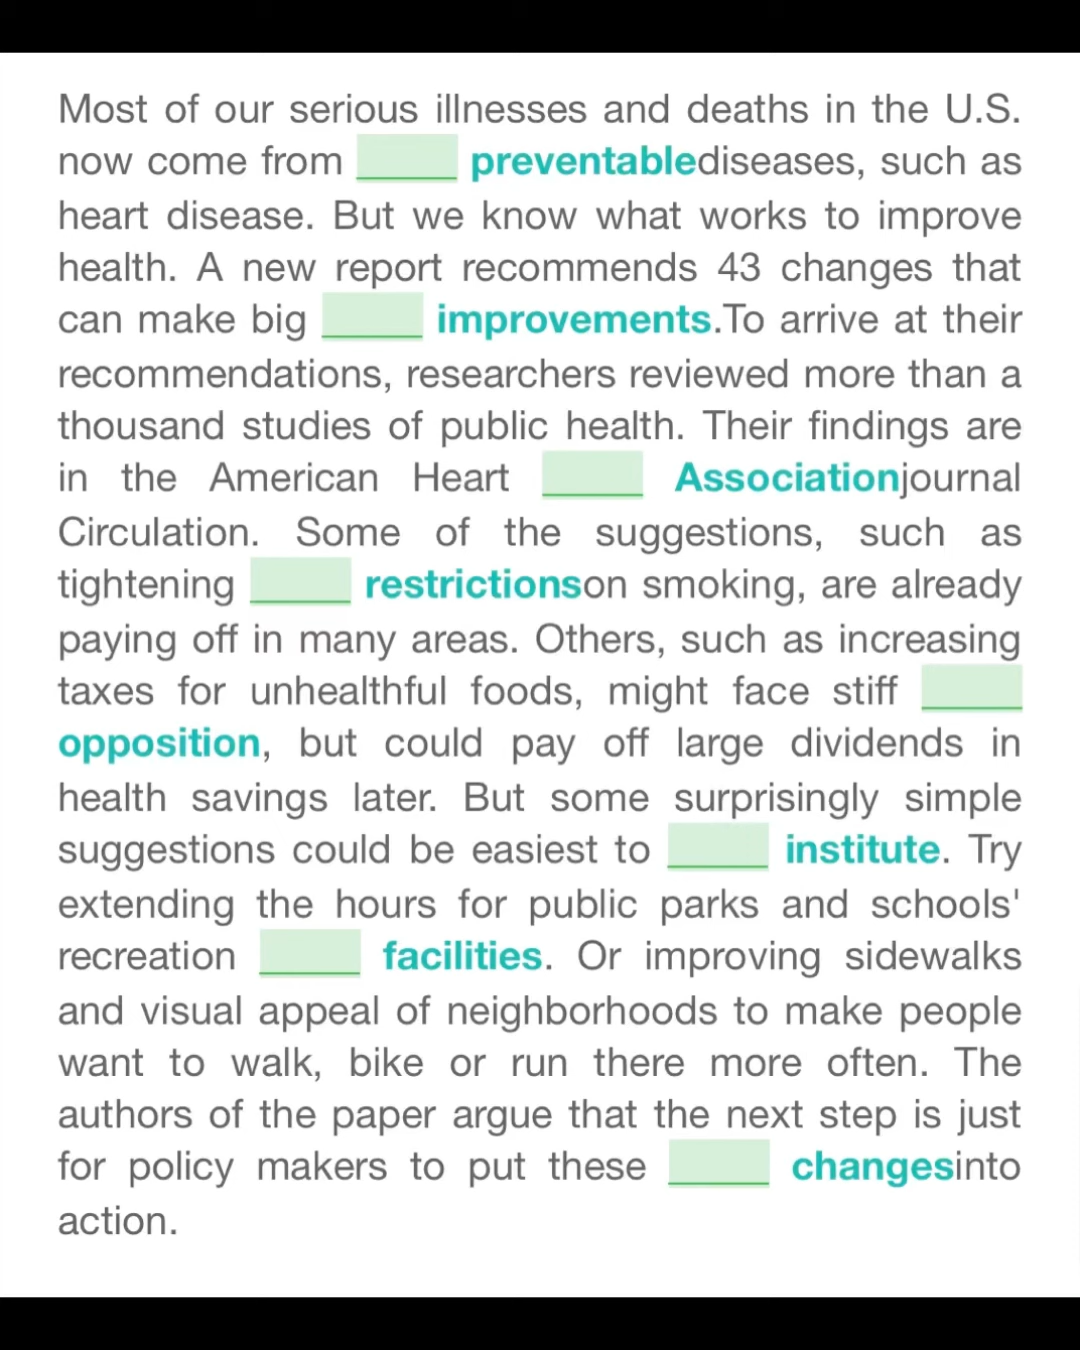 Most of our serious illnesses and deaths in the U.S.
now come from ______ preventablediseases, such as
heart disease. But we know what works to improve
health. A new report recommends 43 changes that
can make big ______ improvements.To arrive at their
recommendations, researchers reviewed more than a
thousand studies of public health. Their findings are
in the American Heart ______ Associationjournal
Circulation. Some of the suggestions, such as
tightening ______ restrictionson smoking, are already
paying off in many areas. Others, such as increasing
taxes for unhealthful foods, might face stiff ______
opposition, but could pay off large dividends in
health savings later. But some surprisingly simple
suggestions could be easiest to ______ institute. Try
extending the hours for public parks and schools'
recreation ______ facilities. Or improving sidewalks
and visual appeal of neighborhoods to make people
want to walk, bike or run there more often. The
authors of the paper argue that the next step is just
for policy makers to put these ______ changesinto
action.